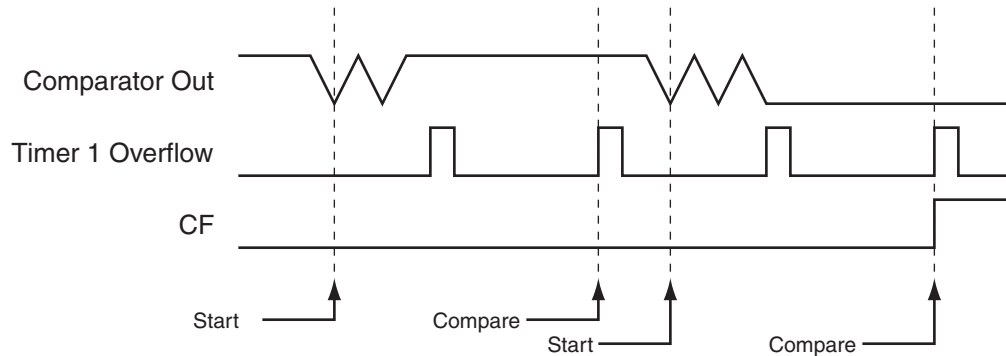 Comparator Out
Timer 1 Overflow
CF
Start
Compare
Start
Compare